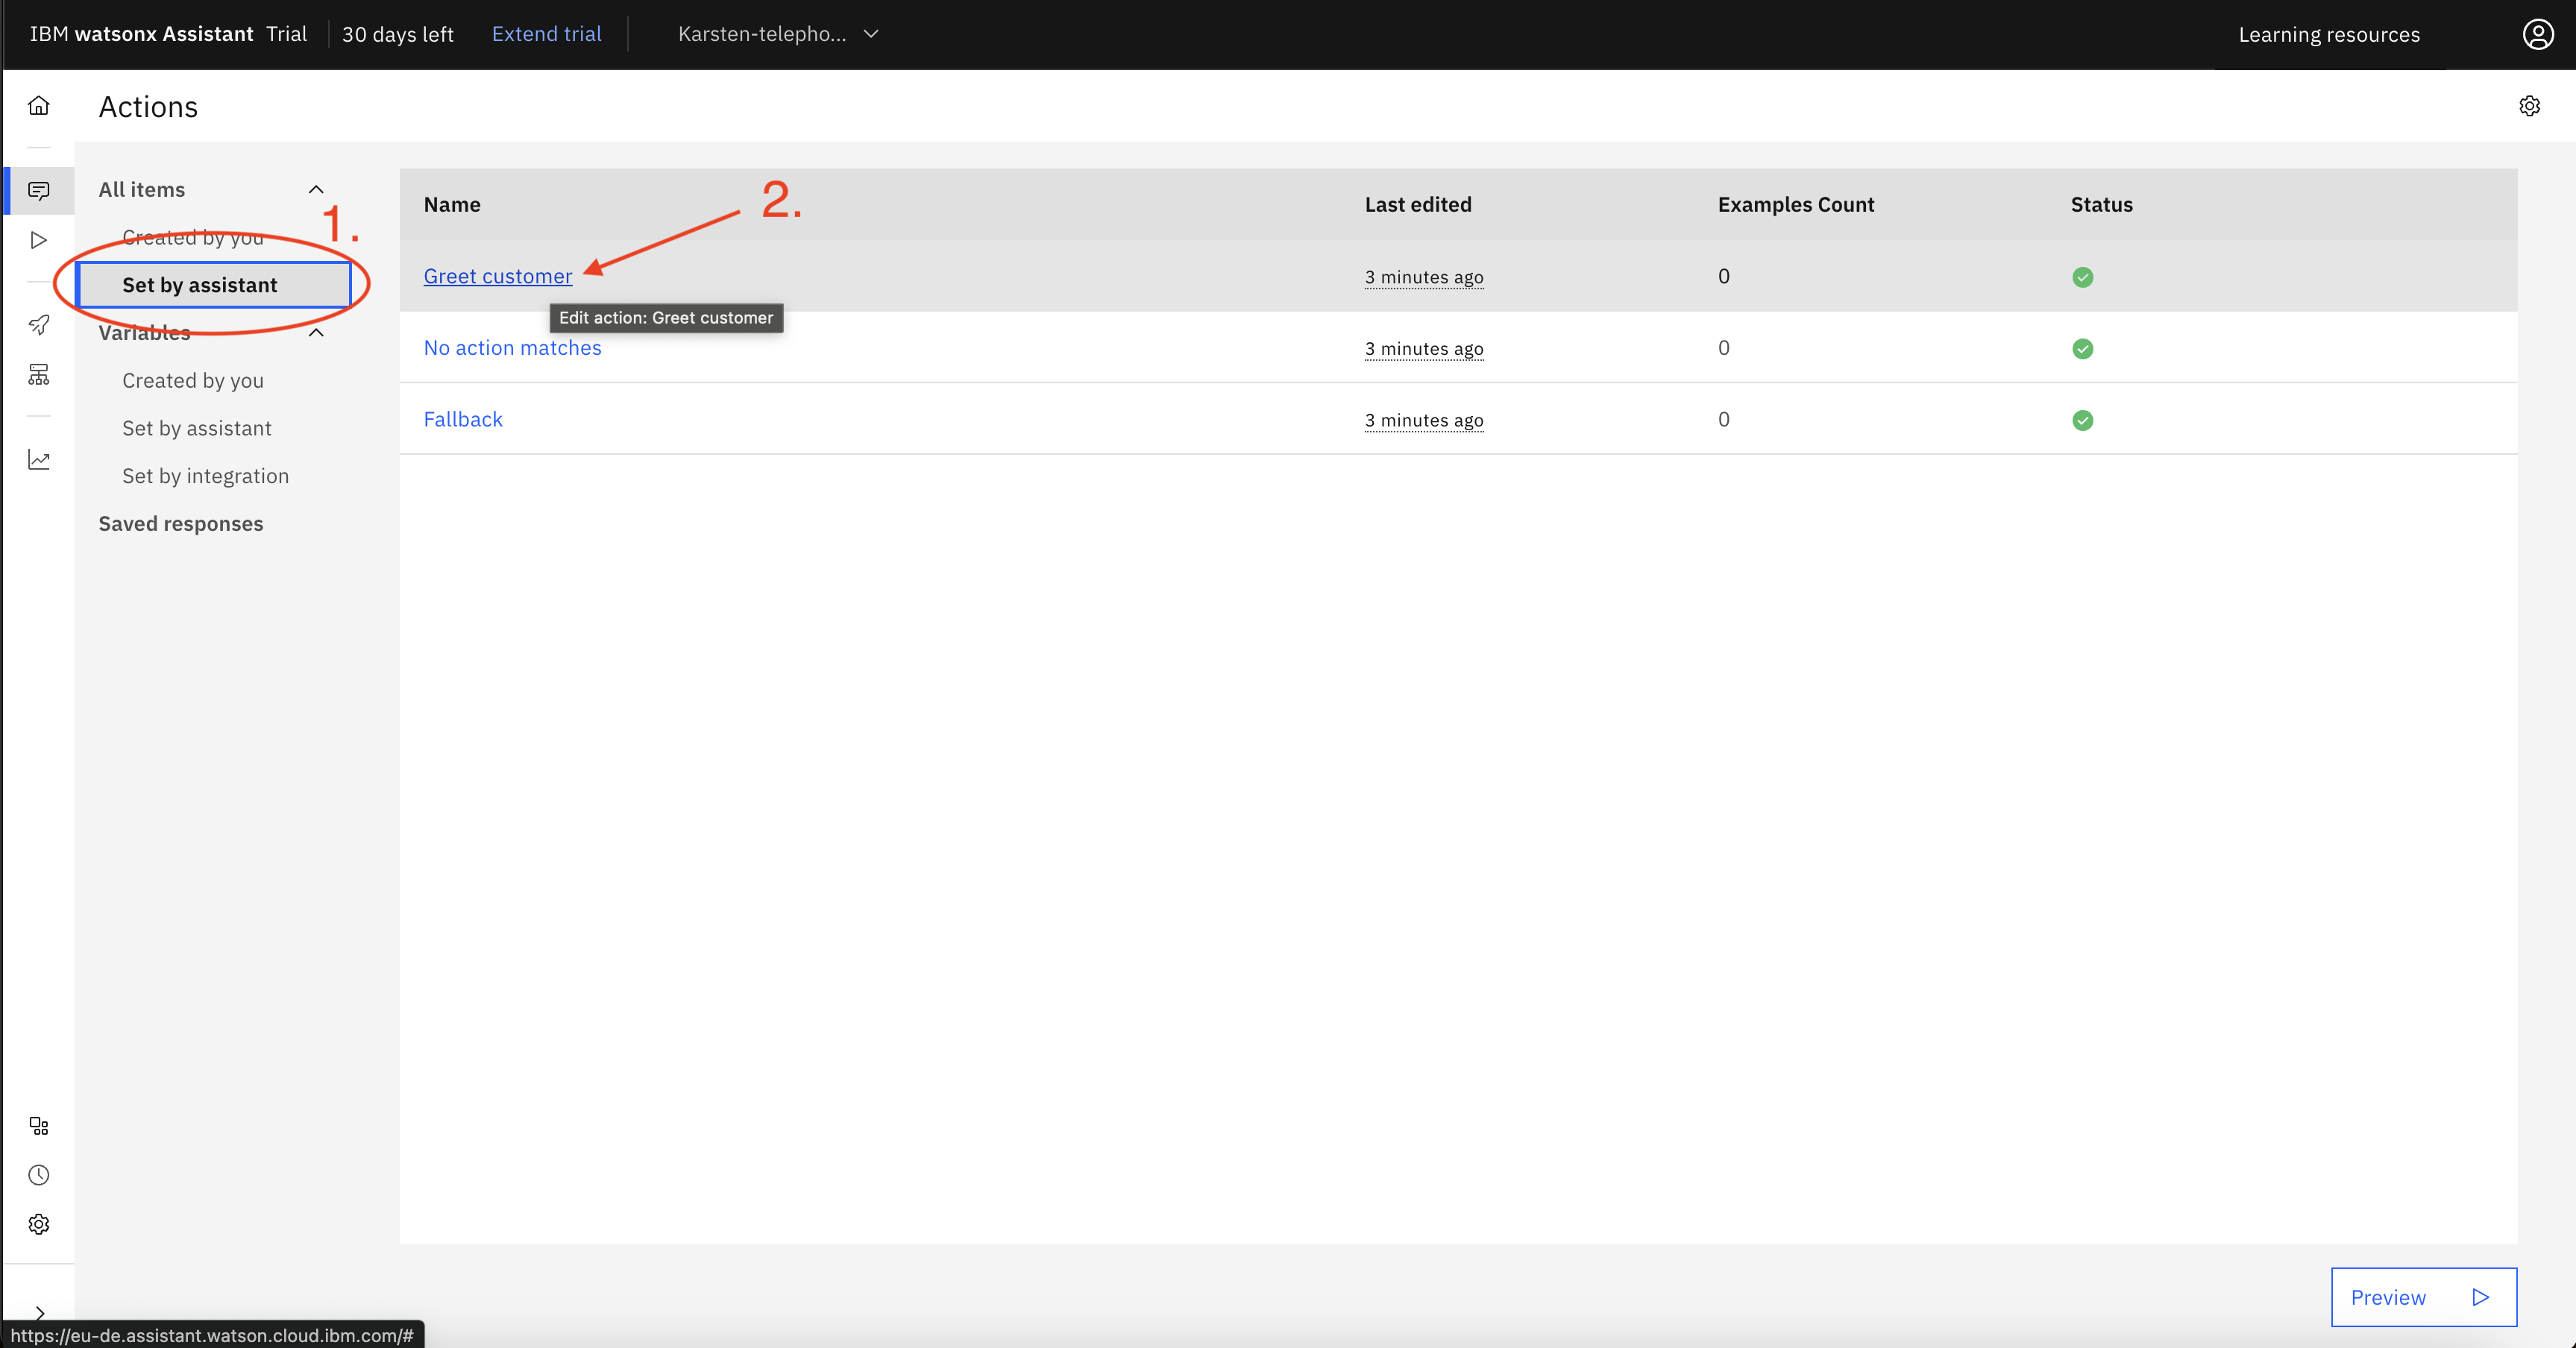 IBM watsonx Assistant Trial 30 days left Extend trial Karsten-telepho... Learning resources
Actions
All items
1.
Created by you
Set by assistant
Variables
Created by you
Set by assistant
Set by integration
Saved responses
2.
Name Last edited Examples Count Status
Greet customer 3 minutes ago 0
Edit action: Greet customer
No action matches 3 minutes ago 0
Fallback 3 minutes ago 0
Preview
https://eu-de.assistant.watson.cloud.ibm.com/#